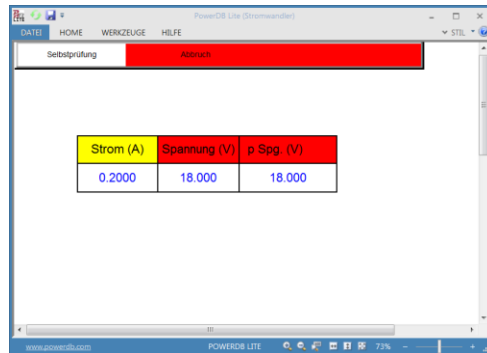 PowerDB Lite (Stromwandler)
DATEI HOME WERKZEUGE HILFE STIL
Selbstprüfung Abbruch
Strom (A) Spannung (V) p Spg. (V)
0.2000 18.000 18.000
www.powerdb.com POWERDB LITE 73%